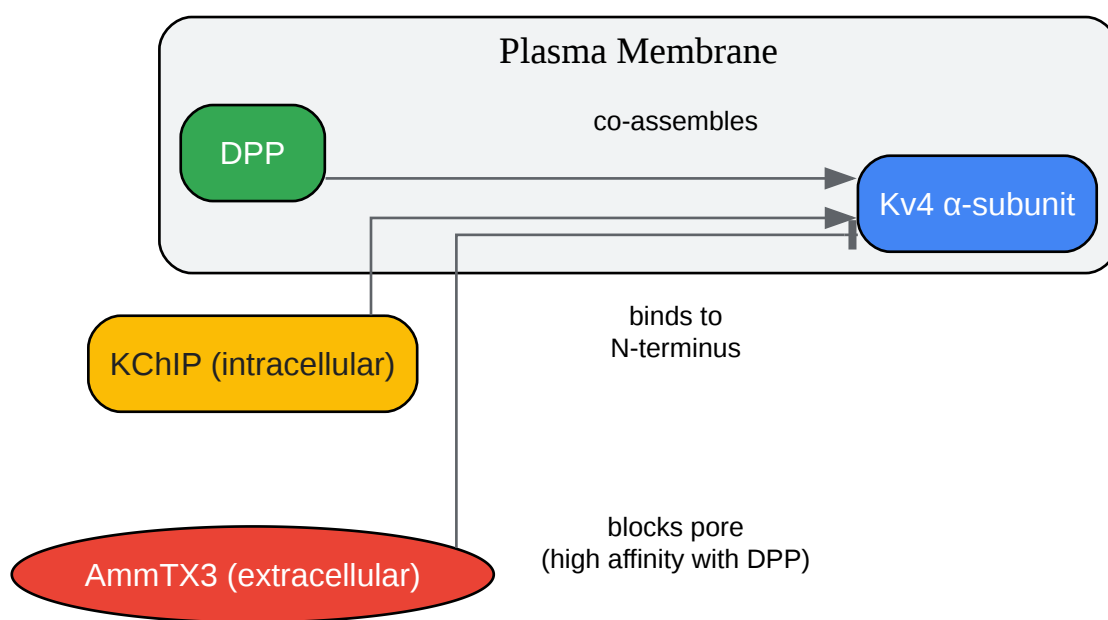 Plasma Membrane
co-assembles
DPP
Kv4 α-subunit
binds to
N-terminus
KChIP (intracellular)
blocks pore
(high affinity with DPP)
AmmTX3 (extracellular)